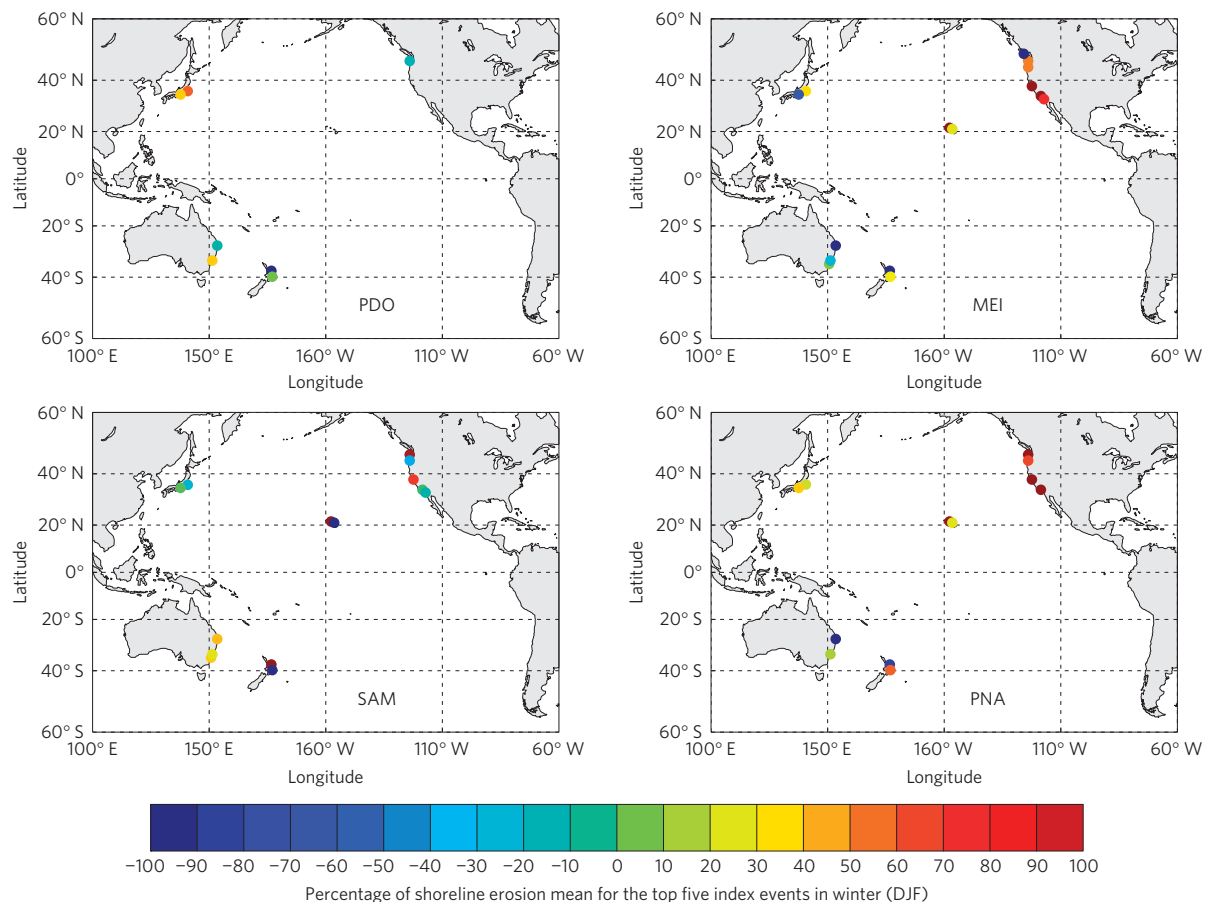 60° N
40° N
20° N
0°
20° S
40° S
60° S
Latitude
PDO
100° E
150° E
160° W
110° W
60° W
Longitude
60° N
40° N
20° N
0°
20° S
40° S
60° S
Latitude
MEI
100° E
150° E
160° W
110° W
60° W
Longitude
60° N
40° N
20° N
0°
20° S
40° S
60° S
Latitude
SAM
100° E
150° E
160° W
110° W
60° W
Longitude
60° N
40° N
20° N
0°
20° S
40° S
60° S
Latitude
PNA
100° E
150° E
160° W
110° W
60° W
Longitude
−100 −90 −80 −70 −60 −50 −40 −30 −20 −10 0 10 20 30 40 50 60 70 80 90 100
Percentage of shoreline erosion mean for the top five index events in winter (DJF)